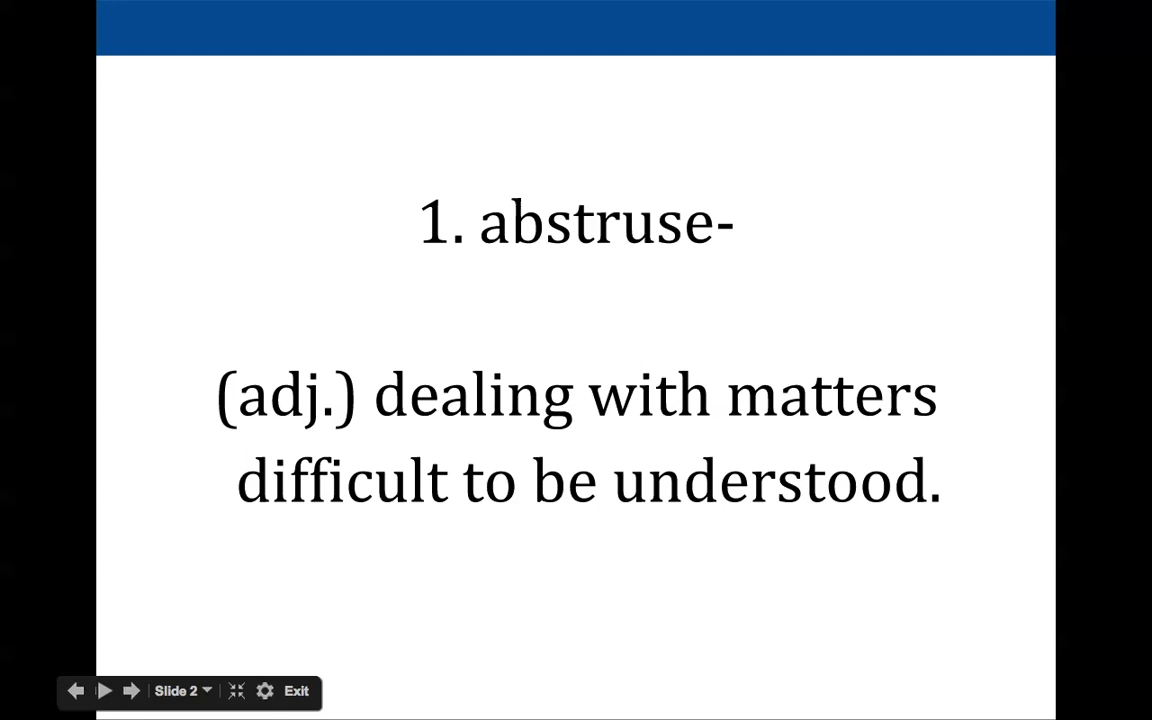 1. abstruse-
(adj.) dealing with matters
difficult to be understood.
Slide 2
Exit